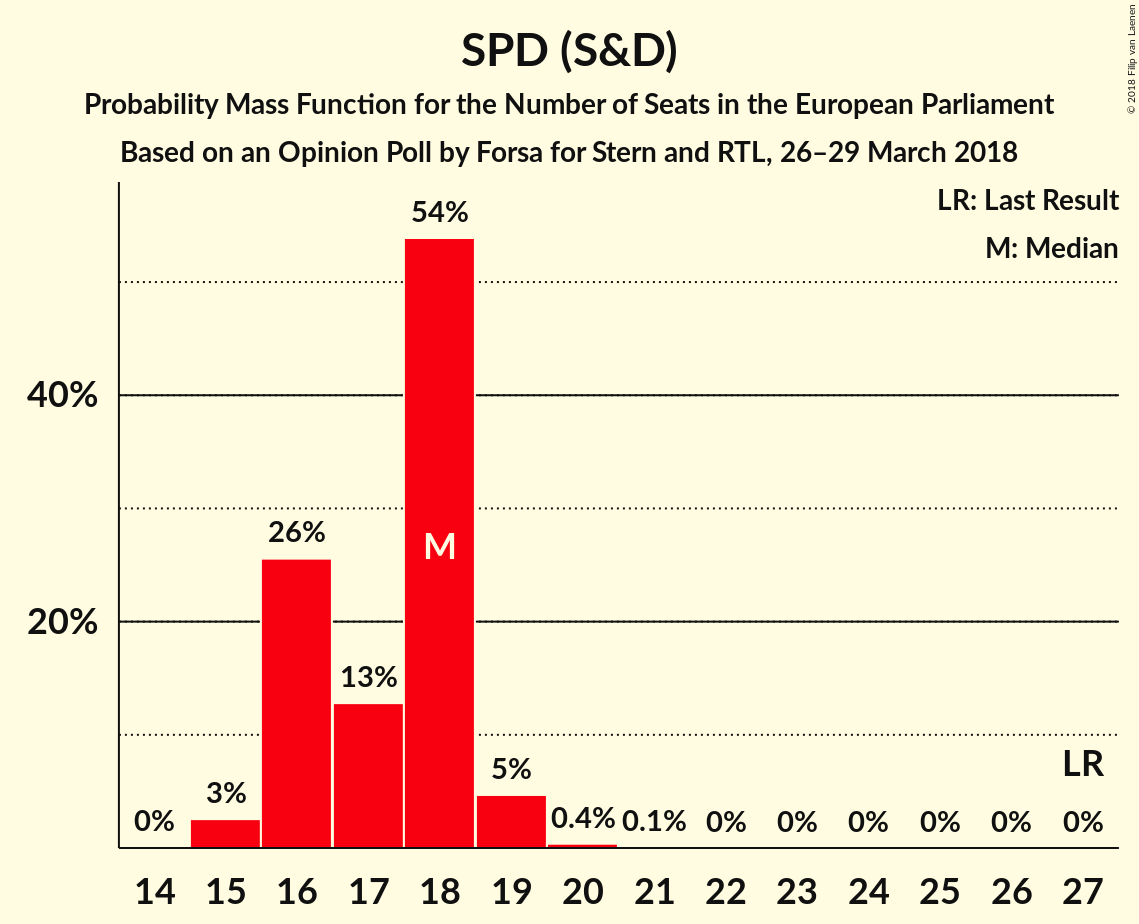 SPD (S&D)
Probability Mass Function for the Number of Seats in the European Parliament
Based on an Opinion Poll by Forsa for Stern and RTL, 26–29 March 2018
© 2018 Filip van Laenen
LR: Last Result
M: Median
54%
40%
26%
M
20%
13%
LR
5%
3%
0% 0.4% 0.1% 0% 0% 0% 0% 0% 0%
14 15 16 17 18 19 20 21 22 23 24 25 26 27